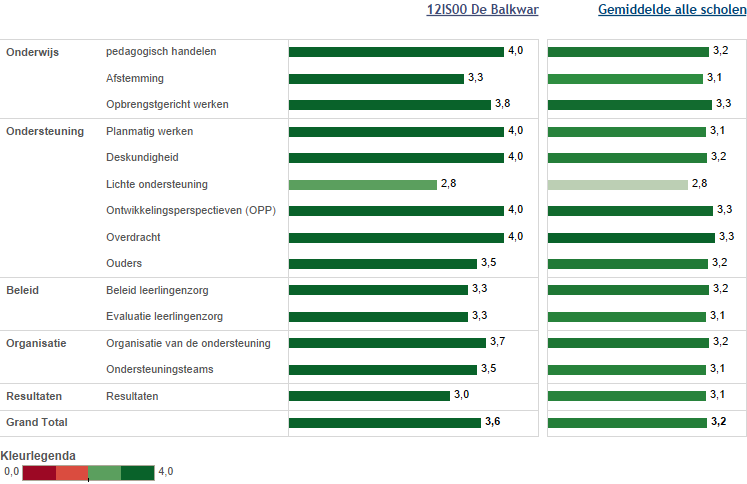 12IS00 De Balkwar Gemiddelde alle scholen
Onderwijs pedagogisch handelen 4,0 3,2
Afstemming 3,3 3,1
Opbrengstgericht werken 3,8 3,3
Ondersteuning Planmatig werken 4,0 3,1
Deskundigheid 4,0 3,2
Lichte ondersteuning 2,8 2,8
Ontwikkelingsperspectieven (OPP) 4,0 3,3
Overdracht 4,0 3,3
Ouders 3,5 3,2
Beleid Beleid leerlingenzorg 3,3 3,2
Evaluatie leerlingenzorg 3,3 3,1
Organisatie Organisatie van de ondersteuning 3,7 3,2
Ondersteuningsteams 3,5 3,1
Resultaten Resultaten 3,0 3,1
Grand Total 3,6 3,2
Kleurlegenda
0,0 4,0